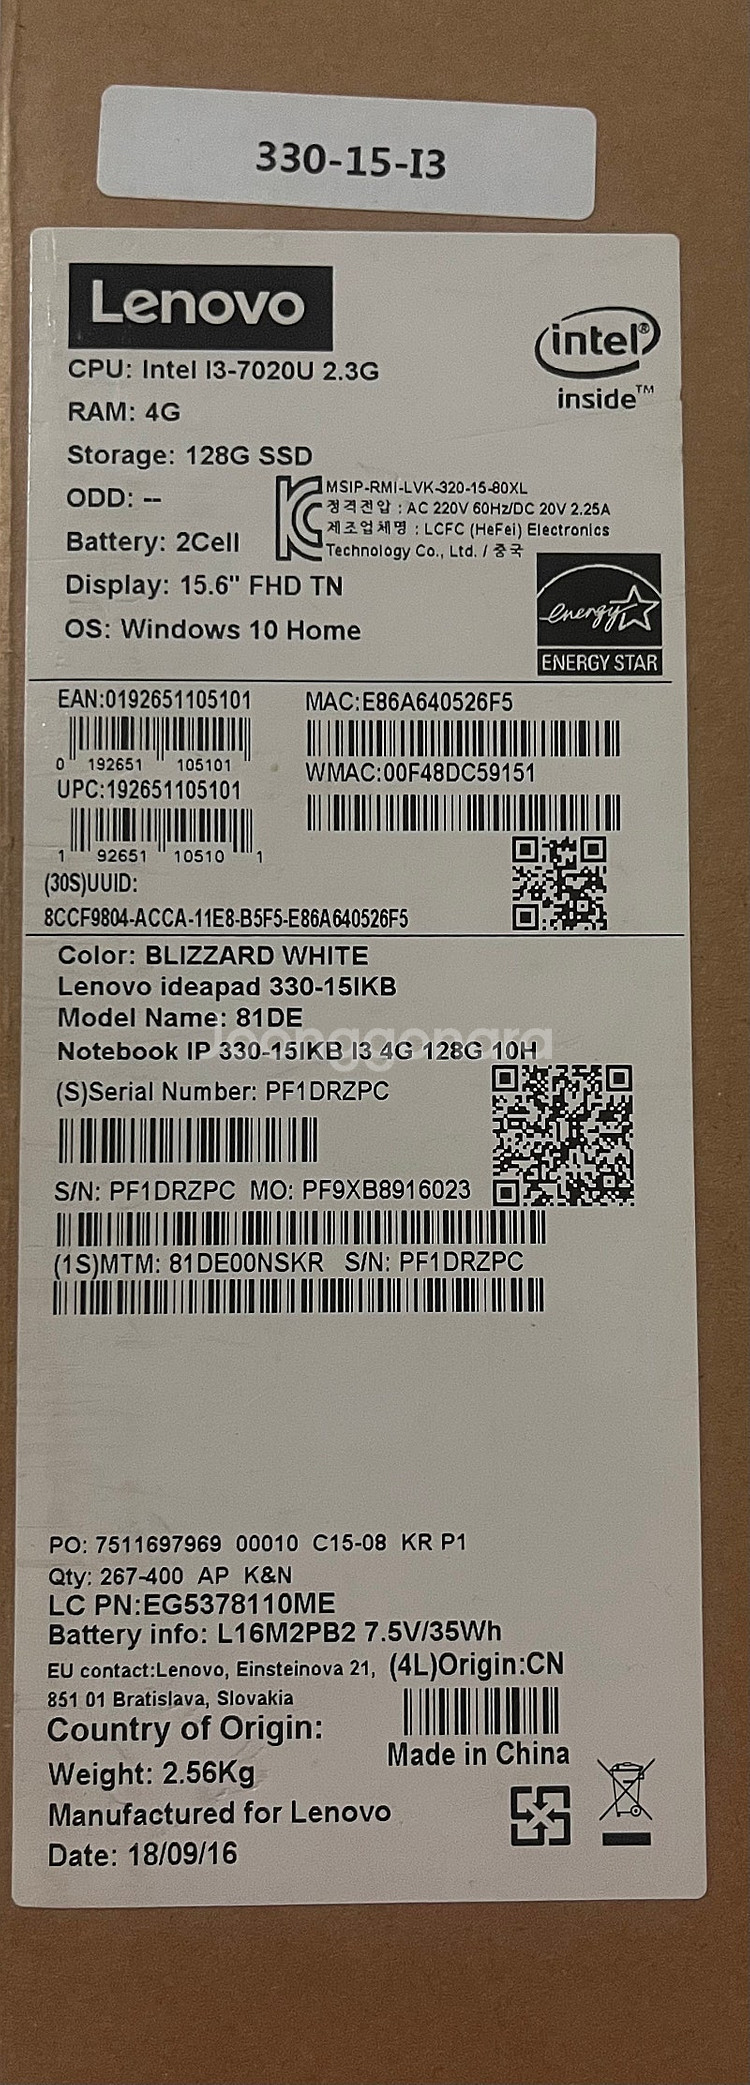 330-15-I3
Lenovo
intel®
inside™
CPU: Intel I3-7020U 2.3G
RAM: 4G
Storage: 128G SSD
ODD: --
Battery: 2Cell
Display: 15.6" FHD TN
OS: Windows 10 Home
MSIP-RMI-LVK-320-15-80XL
정격전압 : AC 220V 60Hz/DC 20V 2.25A
제조업체명 : LCFC (HeFei) Electronics
Technology Co., Ltd. / 중국
energy
ENERGY STAR
EAN:0192651105101
0 192651 105101
UPC:192651105101
1 92651 10510 1
MAC:E86A640526F5
WMAC:00F48DC59151
(30S)UUID:
8CCF9804-ACCA-11E8-B5F5-E86A640526F5
Color: BLIZZARD WHITE
Lenovo ideapad 330-15IKB
Model Name: 81DE
Joonggonara
Notebook IP 330-15IKB I3 4G 128G 10H
(S)Serial Number: PF1DRZPC
S/N: PF1DRZPC MO: PF9XB8916023
(1S)MTM: 81DE00NSKR S/N: PF1DRZPC
PO: 7511697969 00010 C15-08 KR P1
Qty: 267-400 AP K&N
LC PN:EG5378110ME
Battery info: L16M2PB2 7.5V/35Wh
EU contact:Lenovo, Einsteinova 21,
851 01 Bratislava, Slovakia
(4L)Origin:CN
Country of Origin:
Made in China
Weight: 2.56Kg
Manufactured for Lenovo
Date: 18/09/16